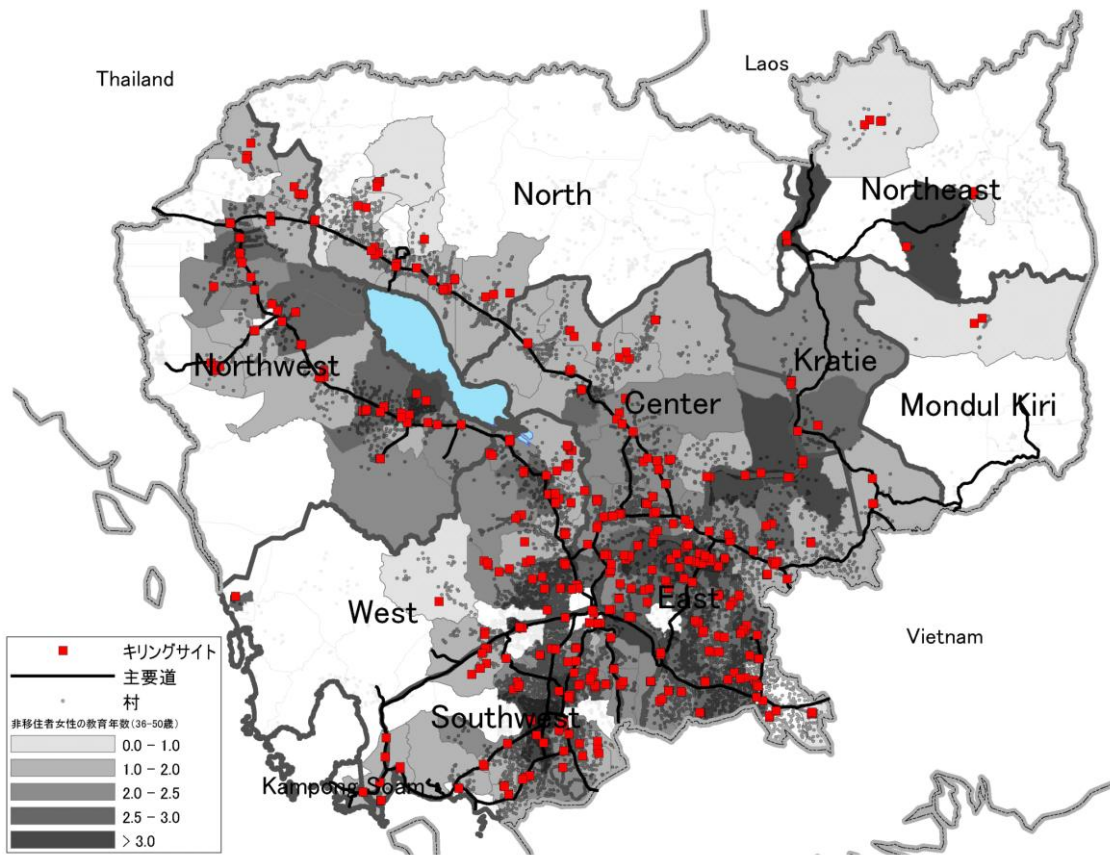 Thailand
Laos
North
Northeast
Northwest
Kratie
Center
Mondul Kiri
West
East
Vietnam
Southwest
Kampong Soam
キリングサイト
主要道
村
非移住者女性の教育年数(36-50歳)
0.0 - 1.0
1.0 - 2.0
2.0 - 2.5
2.5 - 3.0
> 3.0